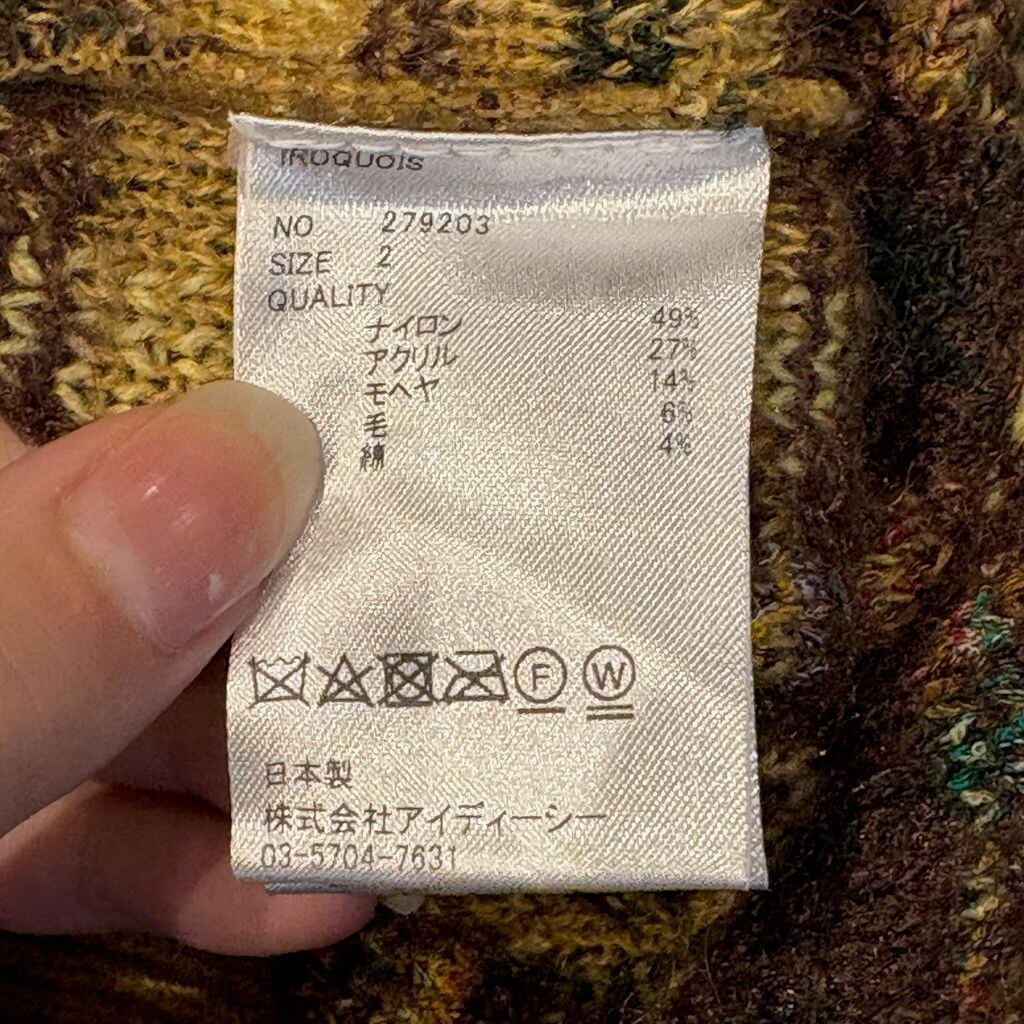 IROQUOIS
NO 279203
SIZE 2
QUALITY
ナイロン 49%
アクリル 27%
モヘヤ 14%
毛 6%
綿 4%
F W
日本製
株式会社アイディーシー
03-5704-7631